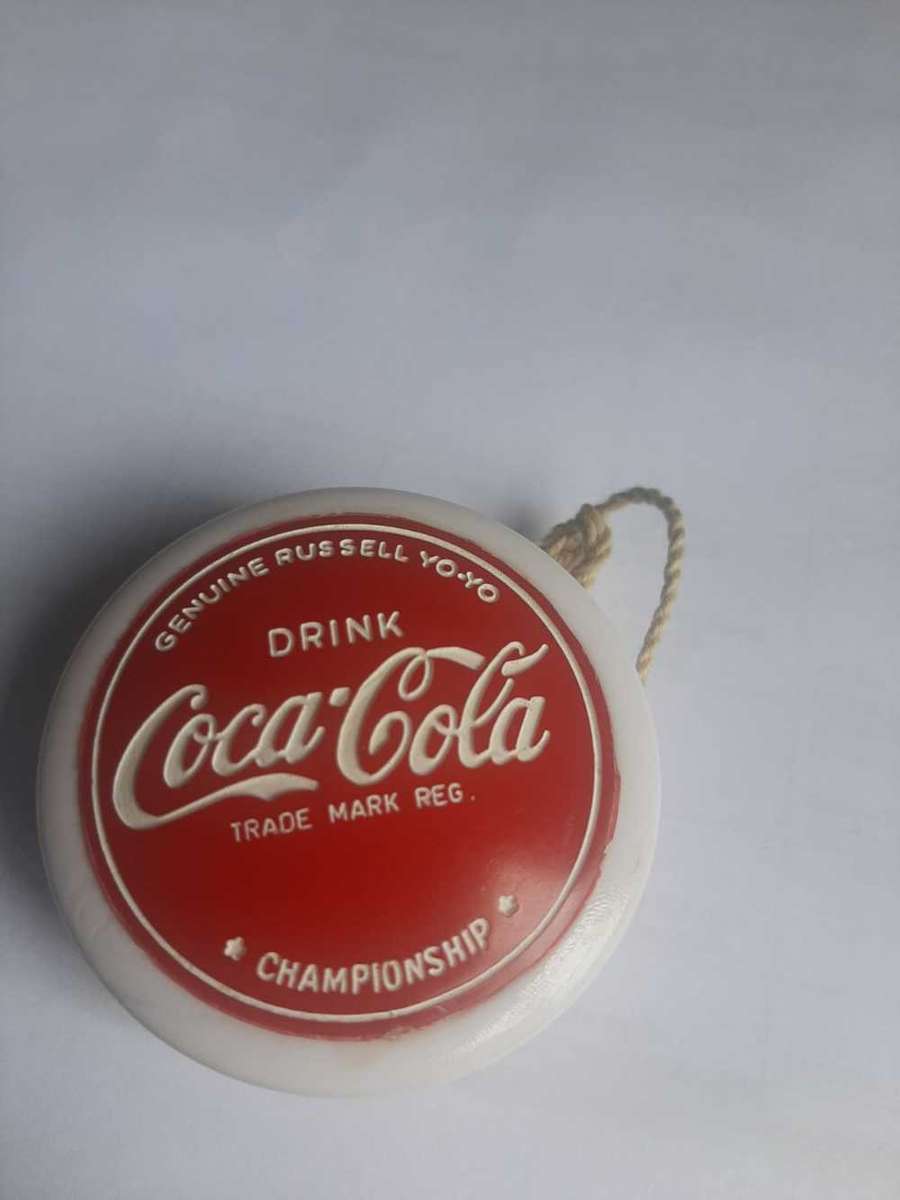 GENUINE RUSSELL YO-YO
DRINK
Coca-Cola
TRADE MARK REG.
CHAMPIONSHIP